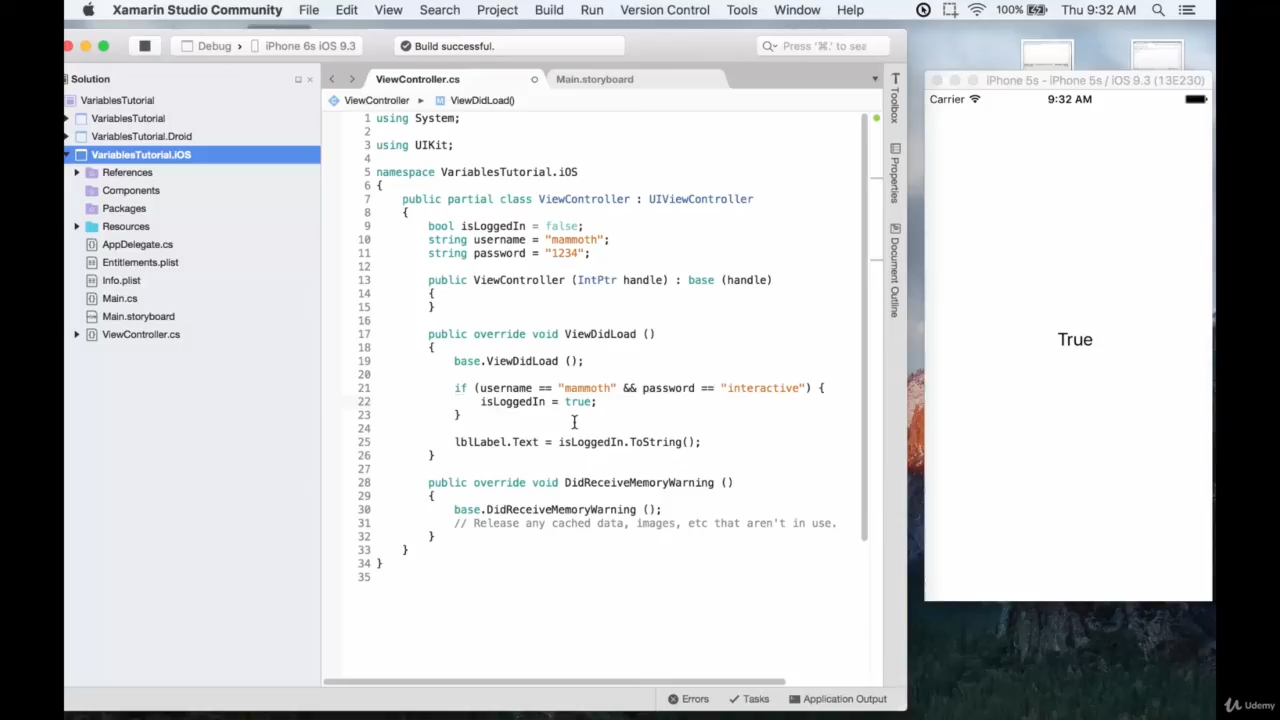 Xamarin Studio Community File Edit View Search Project Build Run Version Control Tools Window Help 100% Thu 9:32 AM
Debug › iPhone 6s iOS 9.3 Build successful. Press '⌘.' to sea
Solution
VariablesTutorial
VariablesTutorial
VariablesTutorial.Droid
VariablesTutorial.iOS
References
Components
Packages
Resources
AppDelegate.cs
Entitlements.plist
Info.plist
Main.cs
Main.storyboard
ViewController.cs
ViewController.cs Main.storyboard
ViewController ▸ ViewDidLoad()
1 using System;
2
3 using UIKit;
4
5 namespace VariablesTutorial.iOS
6 {
7 public partial class ViewController : UIViewController
8 {
9 bool isLoggedIn = false;
10 string username = "mammoth";
11 string password = "1234";
12
13 public ViewController (IntPtr handle) : base (handle)
14 {
15 }
16
17 public override void ViewDidLoad ()
18 {
19 base.ViewDidLoad ();
20
21 if (username == "mammoth" && password == "interactive") {
22 isLoggedIn = true;
23 }
24
25 lblLabel.Text = isLoggedIn.ToString();
26 }
27
28 public override void DidReceiveMemoryWarning ()
29 {
30 base.DidReceiveMemoryWarning ();
31 // Release any cached data, images, etc that aren't in use.
32 }
33 }
34 }
35
Toolbox
Properties
Document Outline
Errors Tasks Application Output
iPhone 5s - iPhone 5s / iOS 9.3 (13E230)
Carrier 9:32 AM
True
Udemy